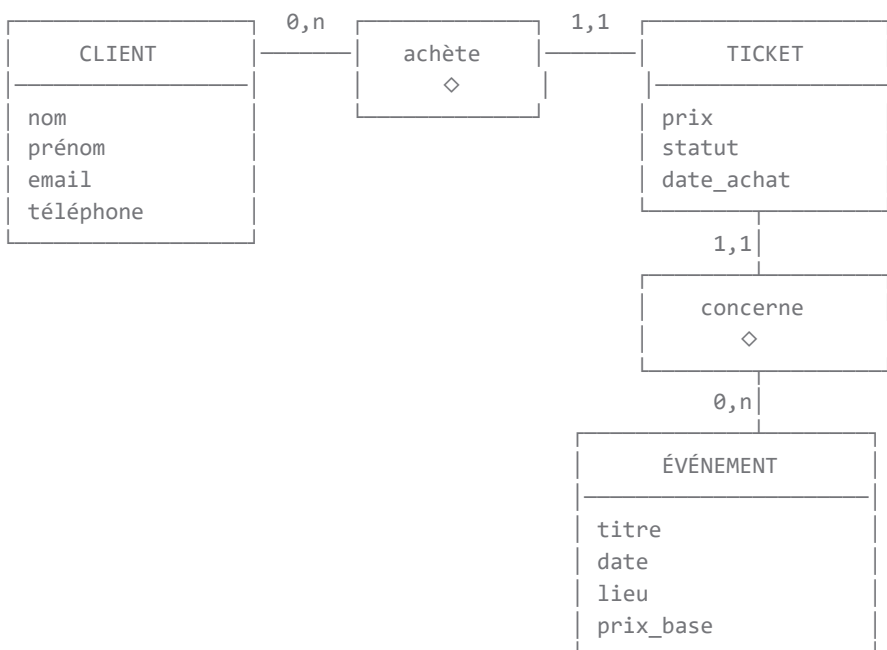 0,n 1,1
CLIENT achète TICKET
◇
nom prix
prénom statut
email date_achat
téléphone
1,1
concerne
◇
0,n
ÉVÉNEMENT
titre
date
lieu
prix_base